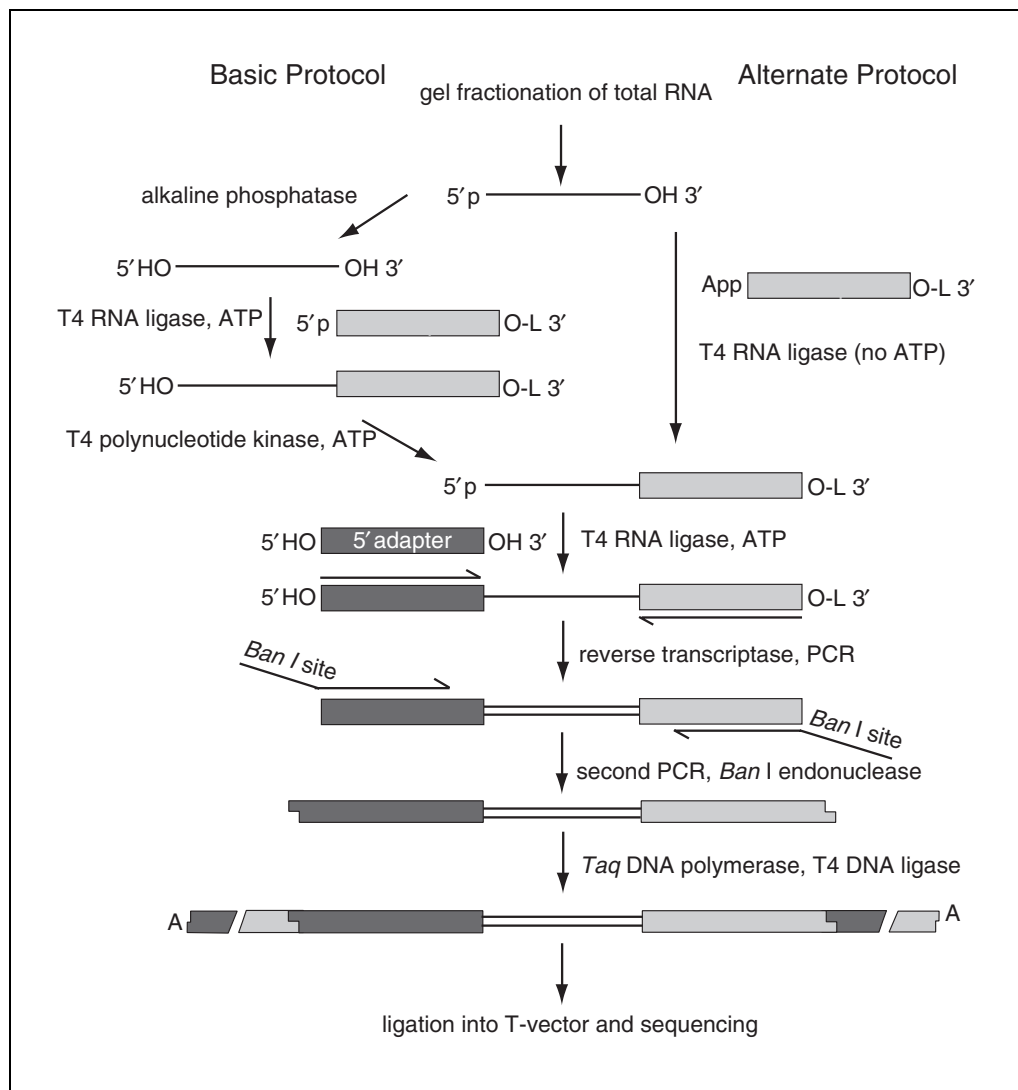 Basic Protocol
Alternate Protocol
gel fractionation of total RNA
5′p
OH 3′
alkaline phosphatase
5′HO
OH 3′
App
O-L 3′
T4 RNA ligase, ATP
5′p
O-L 3′
T4 RNA ligase (no ATP)
5′HO
O-L 3′
T4 polynucleotide kinase, ATP
5′p
O-L 3′
5′HO
5′adapter
OH 3′
T4 RNA ligase, ATP
5′HO
O-L 3′
reverse transcriptase, PCR
Ban I site
Ban I site
second PCR, Ban I endonuclease
Taq DNA polymerase, T4 DNA ligase
A
A
ligation into T-vector and sequencing